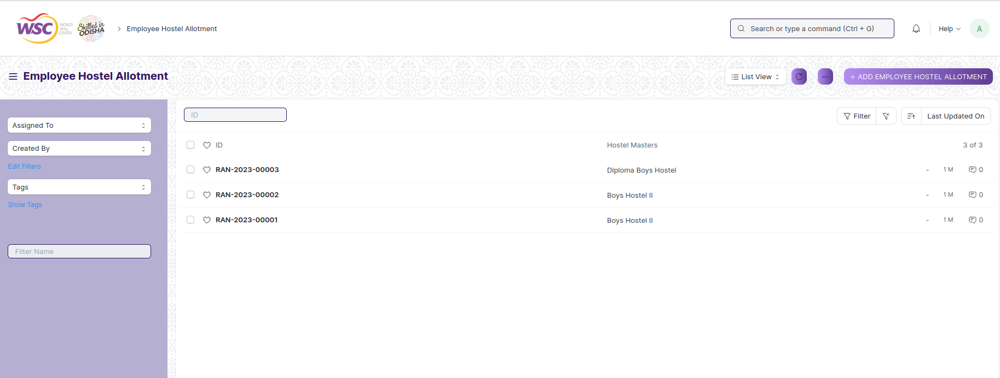 WSC WORLD SKILL CENTER
Skilled in ODISHA
Employee Hostel Allotment
Search or type a command (Ctrl + G)
Help
A
Employee Hostel Allotment
List View
+ ADD EMPLOYEE HOSTEL ALLOTMENT
Assigned To
Created By
Edit Filters
Tags
Show Tags
Filter Name
ID
Filter
Last Updated On
ID Hostel Masters 3 of 3
RAN-2023-00003 Diploma Boys Hostel - 1 M 0
RAN-2023-00002 Boys Hostel II - 1 M 0
RAN-2023-00001 Boys Hostel II - 1 M 0